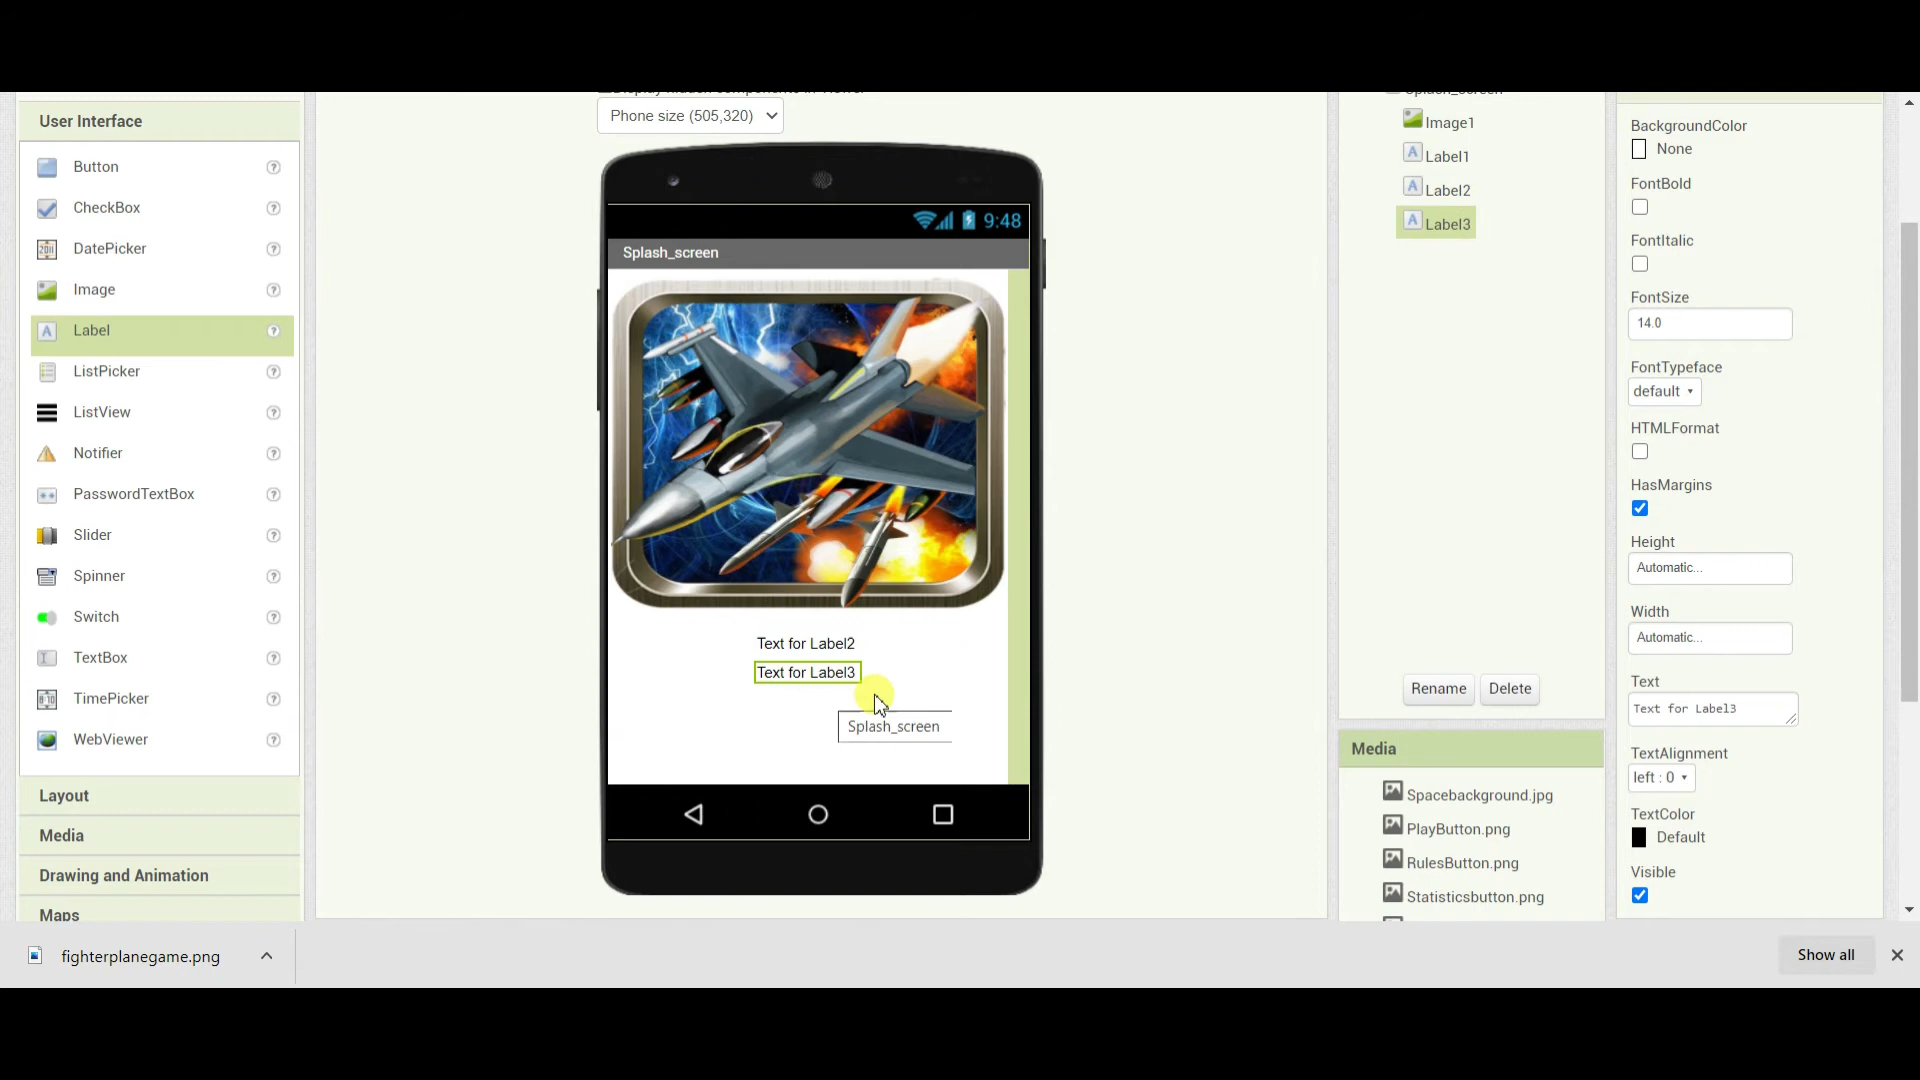 Phone size (505,320)
User Interface
Button
CheckBox
DatePicker
Image
Label
ListPicker
ListView
Notifier
PasswordTextBox
Slider
Spinner
Switch
TextBox
TimePicker
WebViewer
Layout
Media
Drawing and Animation
Maps
9:48
Splash_screen
Text for Label2
Text for Label3
Splash_screen
Image1
Label1
Label2
Label3
Rename Delete
Media
Spacebackground.jpg
PlayButton.png
RulesButton.png
Statisticsbutton.png
BackgroundColor
None
FontBold
FontItalic
FontSize
14.0
FontTypeface
default
HTMLFormat
HasMargins
Height
Automatic...
Width
Automatic...
Text
Text for Label3
TextAlignment
left : 0
TextColor
Default
Visible
fighterplanegame.png
Show all